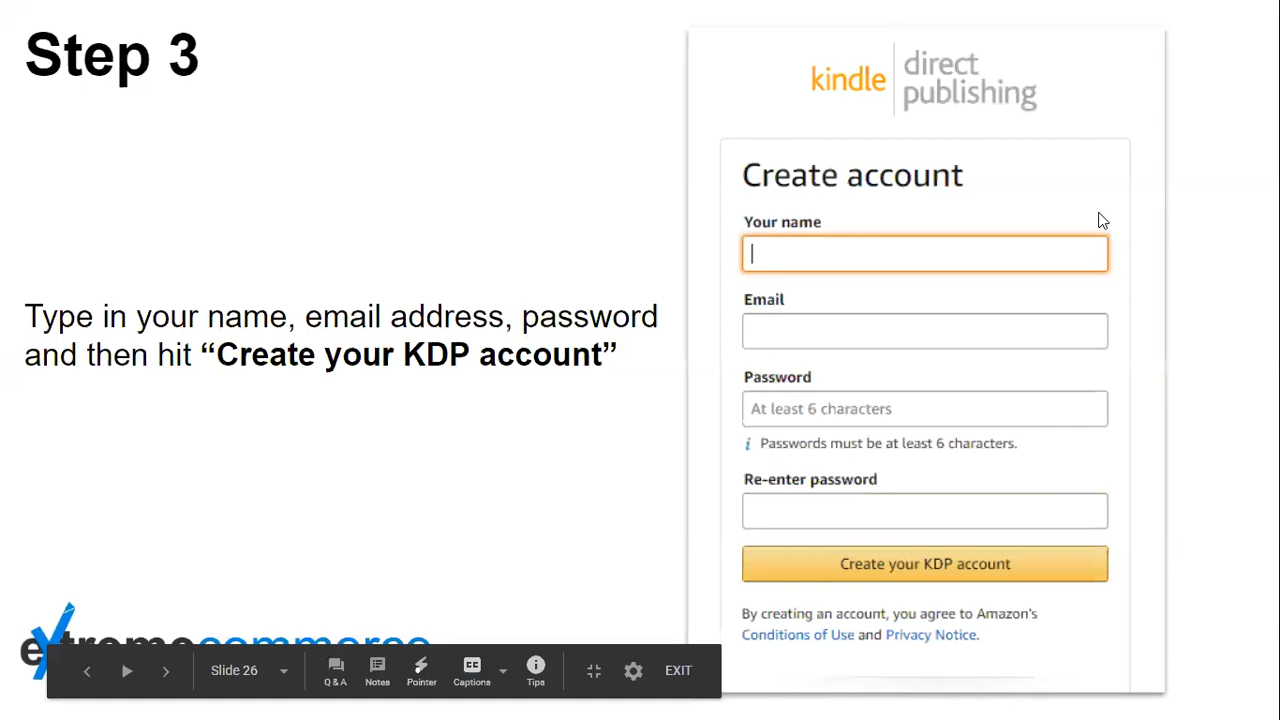 Step 3
Type in your name, email address, password
and then hit “Create your KDP account”
kindle direct publishing
Create account
Your name
Email
Password
At least 6 characters
i Passwords must be at least 6 characters.
Re-enter password
Create your KDP account
By creating an account, you agree to Amazon's
Conditions of Use and Privacy Notice.
Slide 26
Q & A
Notes
Pointer
CC
Captions
Tips
EXIT